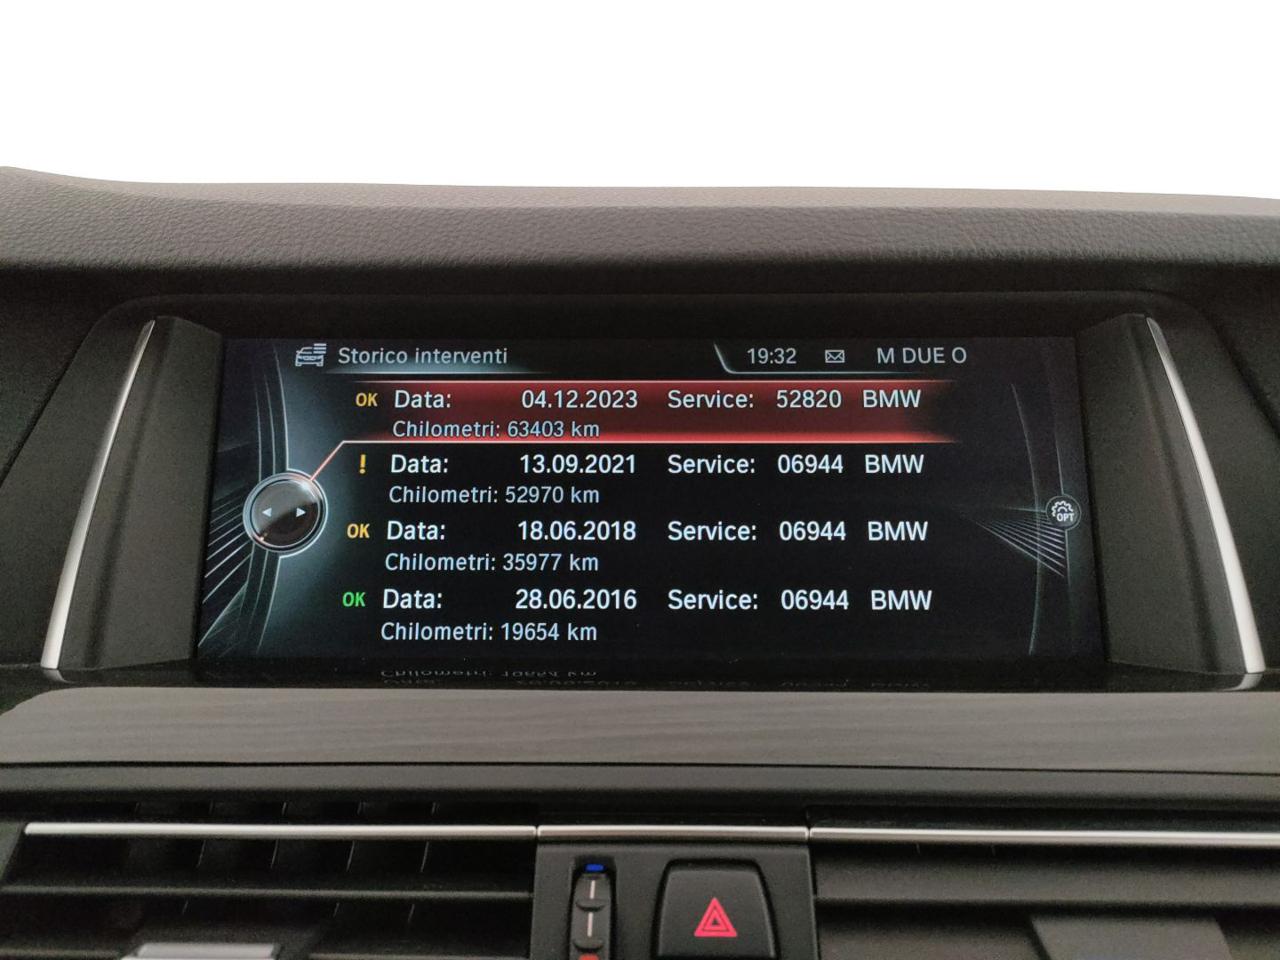 Storico interventi 19:32 M DUE O
OK Data: 04.12.2023 Service: 52820 BMW
Chilometri: 63403 km
! Data: 13.09.2021 Service: 06944 BMW
Chilometri: 52970 km
OK Data: 18.06.2018 Service: 06944 BMW
Chilometri: 35977 km
OPT
OK Data: 28.06.2016 Service: 06944 BMW
Chilometri: 19654 km